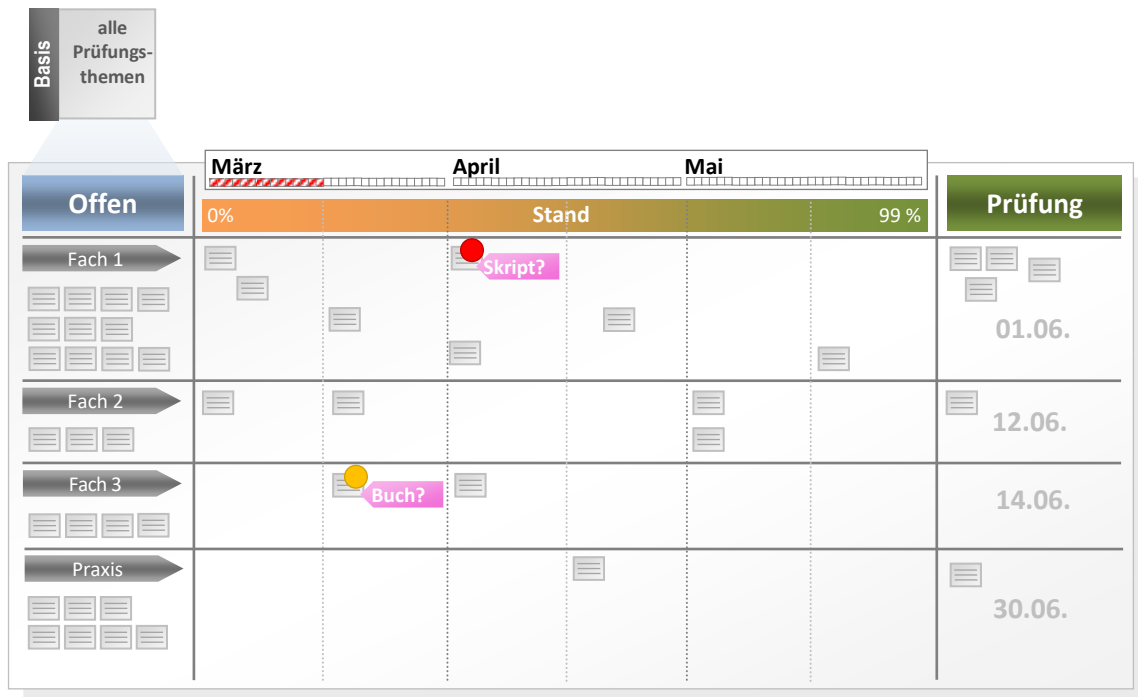 Basis
alle
Prüfungs-
themen
März
April
Mai
Offen
0%
Stand
99 %
Prüfung
Fach 1
Skript?
01.06.
Fach 2
12.06.
Fach 3
Buch?
14.06.
Praxis
30.06.